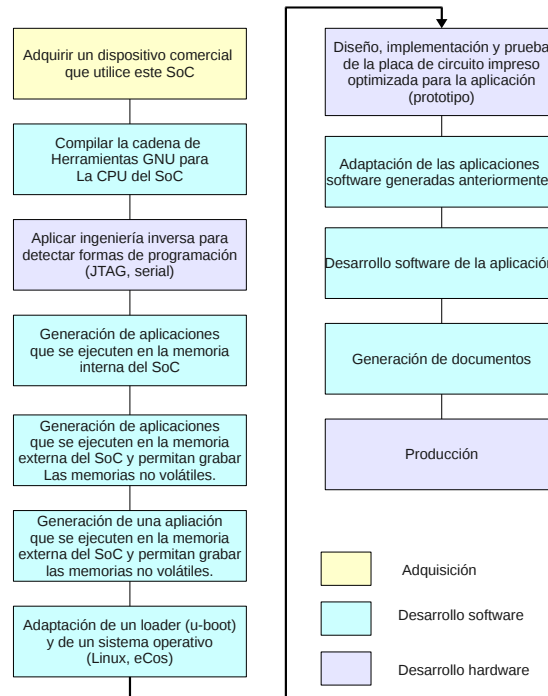 Adquirir un dispositivo comercial
que utilice este SoC
Compilar la cadena de
Herramientas GNU para
La CPU del SoC
Aplicar ingeniería inversa para
detectar formas de programación
(JTAG, serial)
Generación de aplicaciones
que se ejecuten en la memoria
interna del SoC
Generación de aplicaciones
que se ejecuten en la memoria
externa del SoC y permitan grabar
Las memorias no volátiles.
Generación de una apliación
que se ejecuten en la memoria
externa del SoC y permitan grabar
las memorias no volátiles.
Adaptación de un loader (u-boot)
y de un sistema operativo
(Linux, eCos)
Diseño, implementación y prueba
de la placa de circuito impreso
optimizada para la aplicación
(prototipo)
Adaptación de las aplicaciones
software generadas anteriormente
Desarrollo software de la aplicación
Generación de documentos
Producción
Adquisición
Desarrollo software
Desarrollo hardware